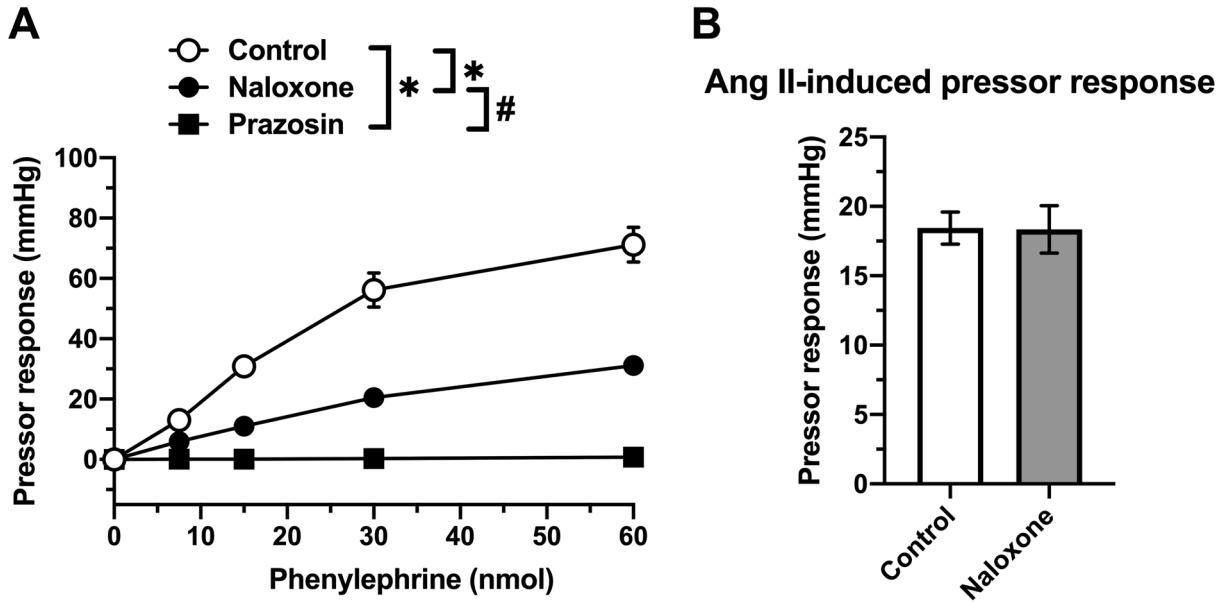 A
Control
Naloxone
Prazosin
*
*
#
Pressor response (mmHg)
100
80
60
40
20
0
0
10
20
30
40
50
60
Phenylephrine (nmol)
B
Ang II-induced pressor response
Pressor response (mmHg)
25
20
15
10
5
0
Control
Naloxone